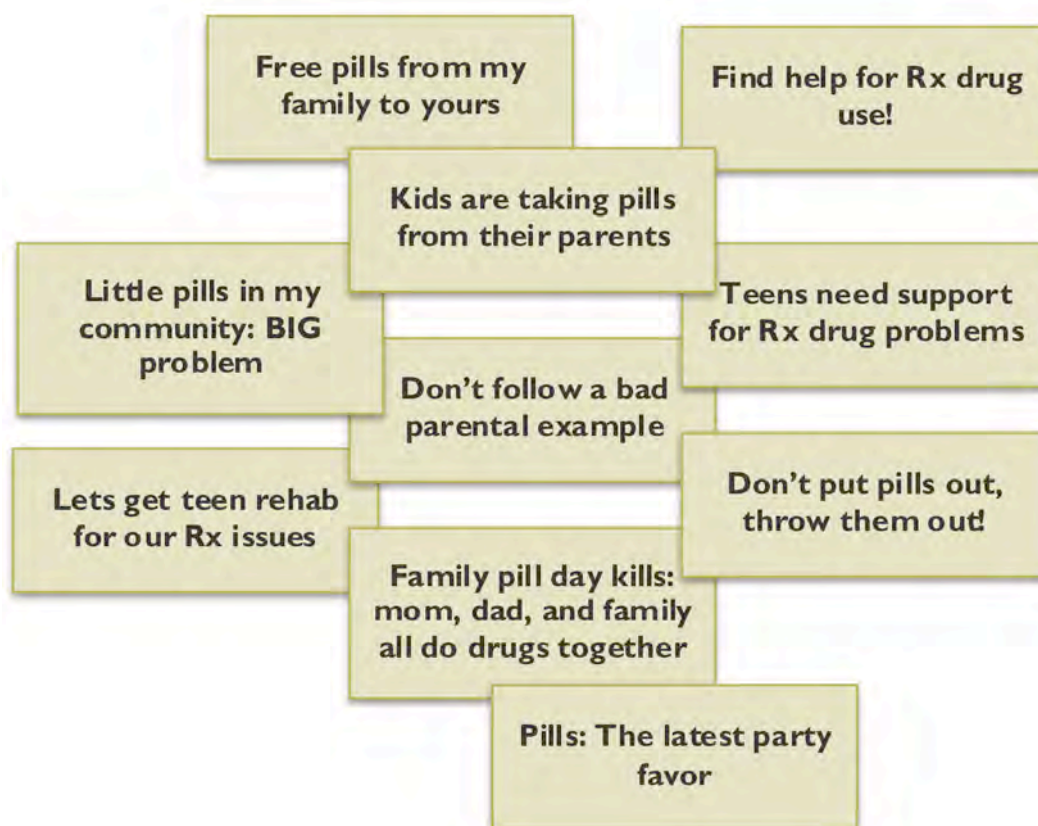 Free pills from my
family to yours
Find help for Rx drug
use!
Kids are taking pills
from their parents
Little pills in my
community: BIG
problem
Teens need support
for Rx drug problems
Don't follow a bad
parental example
Lets get teen rehab
for our Rx issues
Don't put pills out,
throw them out!
Family pill day kills:
mom, dad, and family
all do drugs together
Pills: The latest party
favor